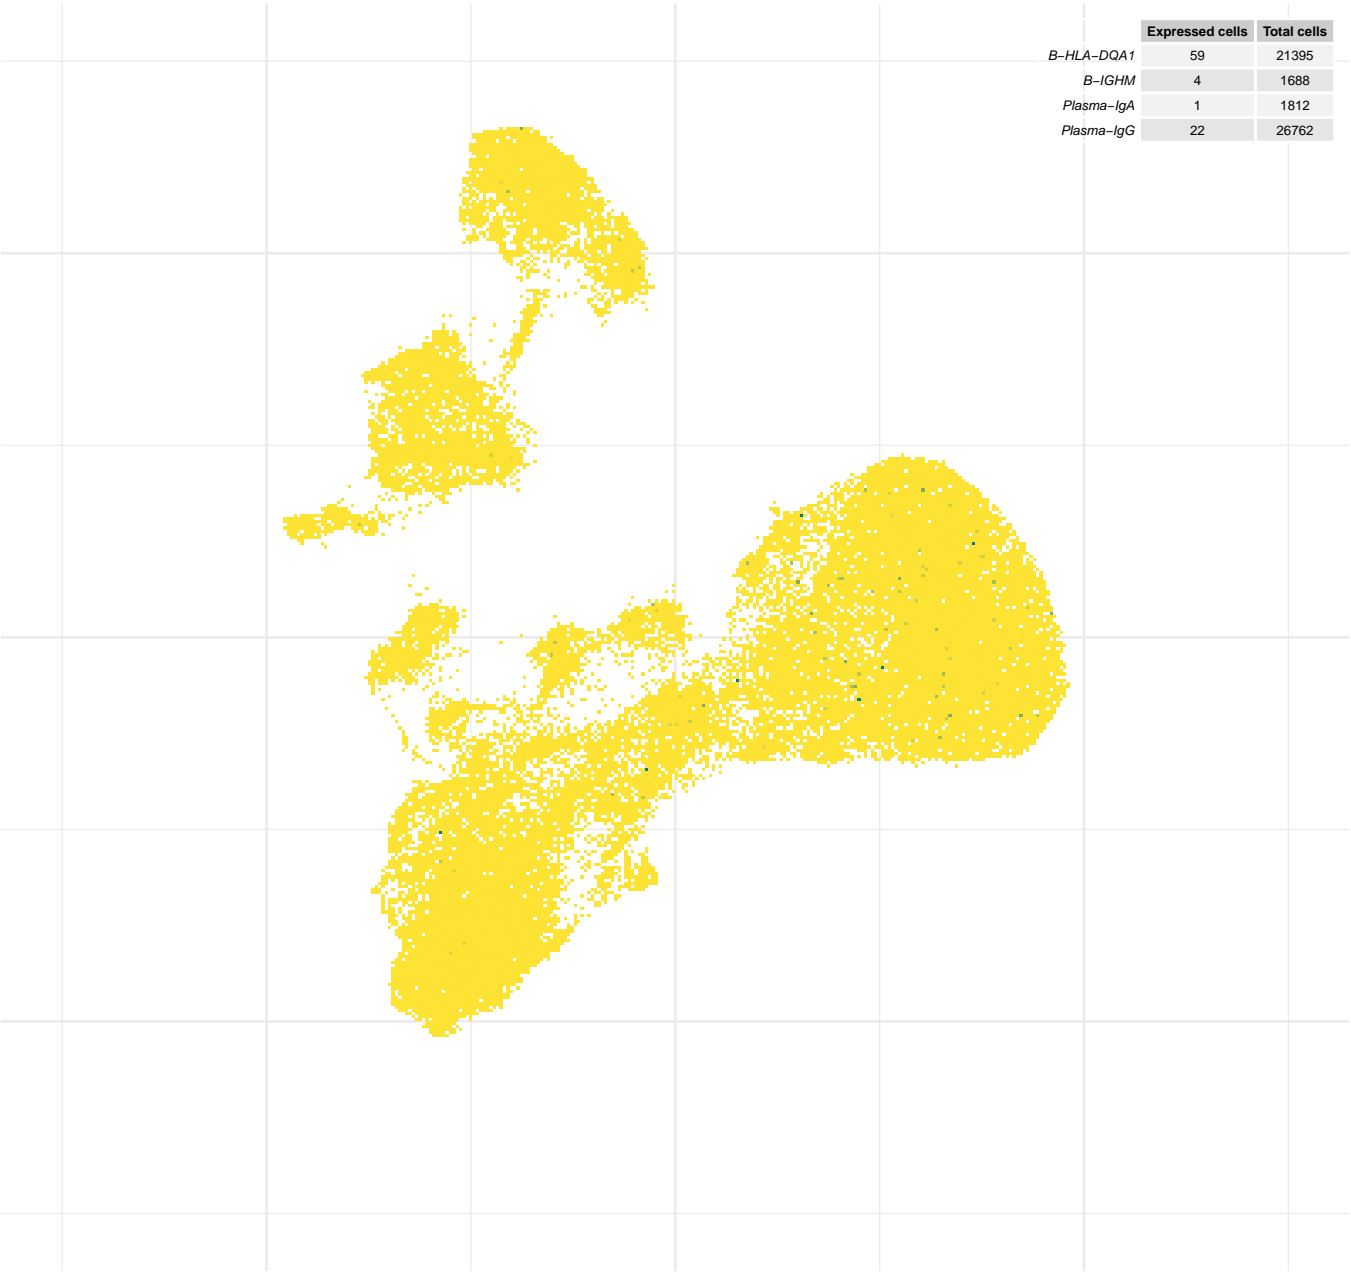 Expressed cells Total cells
B−HLA−DQA1 59 21395
B−IGHM 4 1688
Plasma−IgA 1 1812
Plasma−IgG 22 26762